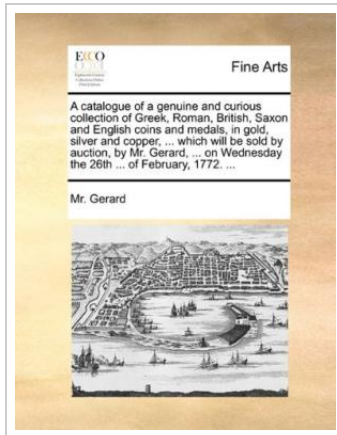 ECCO
Fine Arts
A catalogue of a genuine and curious
collection of Greek, Roman, British, Saxon
and English coins and medals, in gold,
silver and copper, ... which will be sold by
auction, by Mr. Gerard, ... on Wednesday
the 26th ... of February, 1772. ...
Mr. Gerard